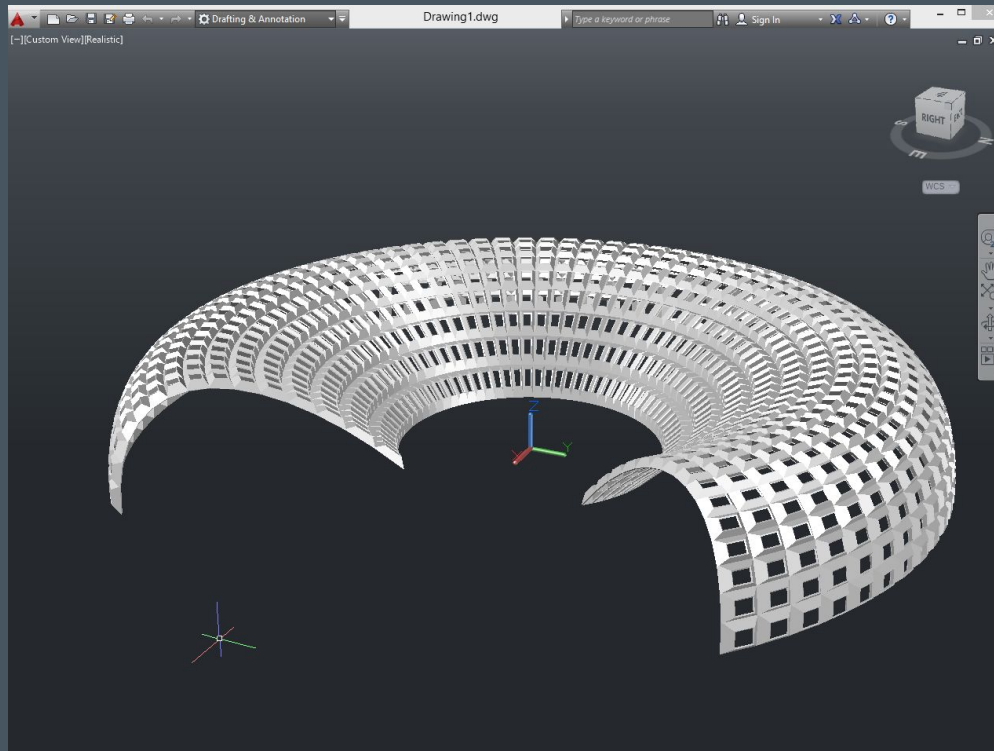 Drafting & Annotation
Drawing1.dwg
Type a keyword or phrase
Sign In
[−][Custom View][Realistic]
RIGHT
S
E
N
WCS
Z
Y
X